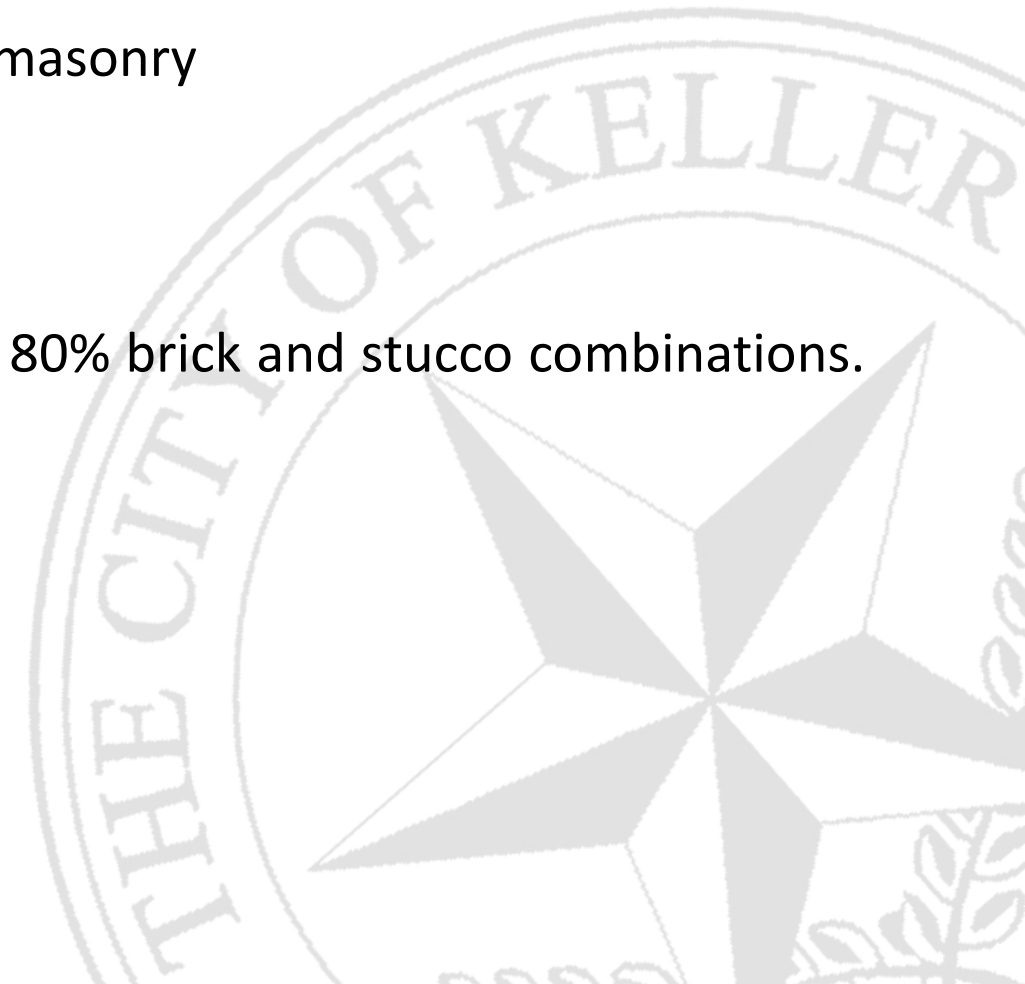 masonry
THE CITY OF KELLER
80% brick and stucco combinations.